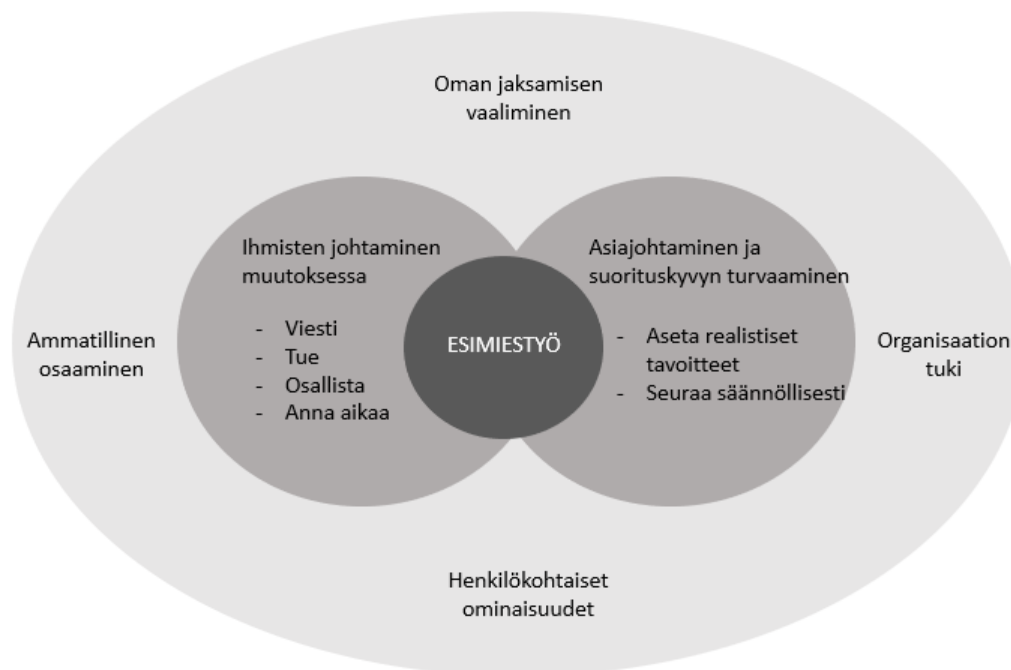 Oman jaksamisen
vaaliminen
Ihmisten johtaminen
muutoksessa
- Viesti
- Tue
- Osallista
- Anna aikaa
Asiajohtaminen ja
suorituskyvyn turvaaminen
- Aseta realistiset
tavoitteet
- Seuraa säännöllisesti
Ammatillinen
osaaminen
ESIMIESTYÖ
Organisaation
tuki
Henkilökohtaiset
ominaisuudet